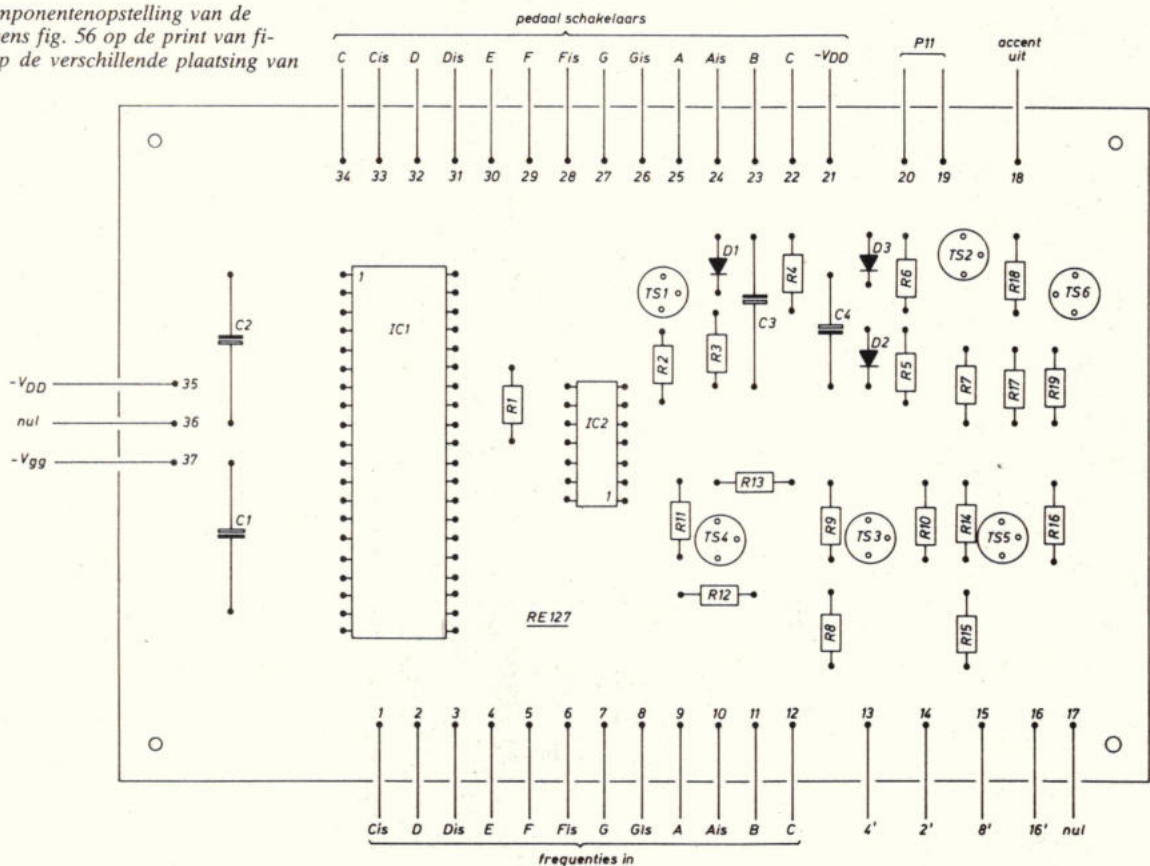 mponentenopstelling van de
ens fig. 56 op de print van fi-
p de verschillende plaatsing van
pedaal schakelaars
C Cis D Dis E F Fis G Gis A Ais B C -VDD P11 accent
uit
34 33 32 31 30 29 28 27 26 25 24 23 22 21 20 19 18
1
IC1
C2
-VDD 35
nul 36
-Vgg 37
C1
R1
IC2
1
TS1
R2
D1
R3
C3
R4
C4
D3
D2
R6
R5
TS2
R18
TS6
R7
R17
R19
R13
R11
TS4
R12
R9
TS3
R10
R14
TS5
R16
R8
R15
RE127
1 2 3 4 5 6 7 8 9 10 11 12 13 14 15 16 17
Cis D Dis E F Fis G Gis A Ais B C 4' 2' 8' 16' nul
frequenties in